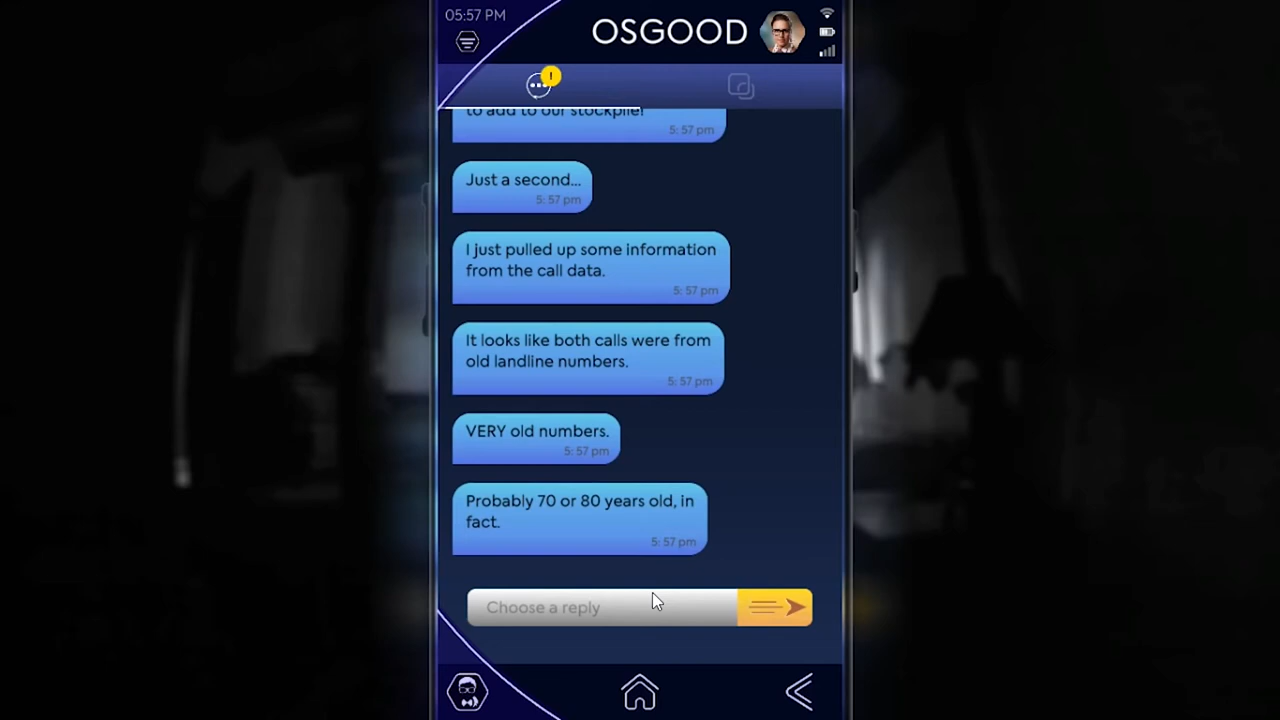 05:57 PM
OSGOOD
!
to add to our stockpile!
5: 57 pm
Just a second...
5: 57 pm
I just pulled up some information
from the call data.
5: 57 pm
It looks like both calls were from
old landline numbers.
5: 57 pm
VERY old numbers.
5: 57 pm
Probably 70 or 80 years old, in
fact.
5: 57 pm
Choose a reply